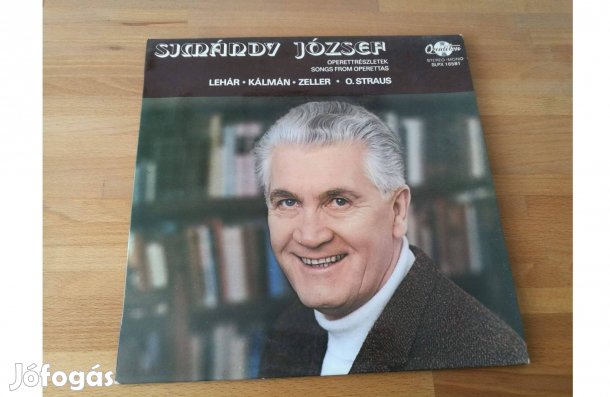 SIMÁNDY JÓZSEF
OPERETTRÉSZLETEK
SONGS FROM OPERETTAS
LEHÁR • KÁLMÁN • ZELLER • O. STRAUS
Qualiton
STEREO-MONO
SLPX 16581
Jófogás